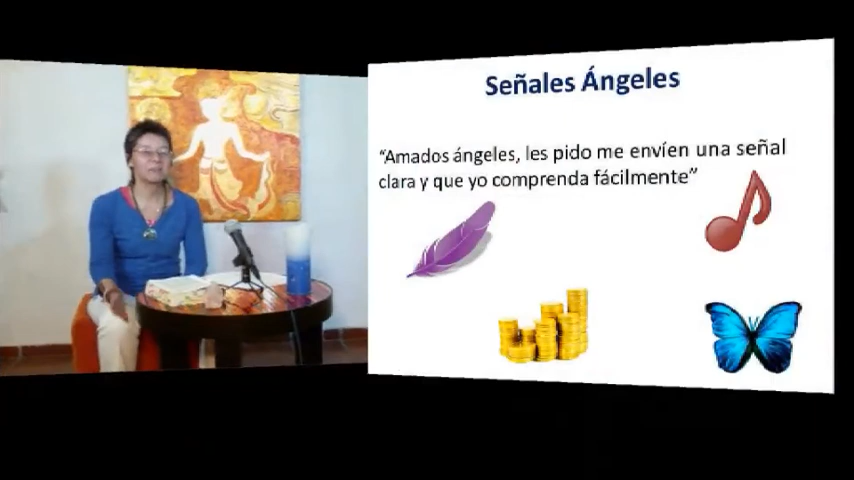 Señales Ángeles
“Amados ángeles, les pido me envíen una señal
clara y que yo comprenda fácilmente”